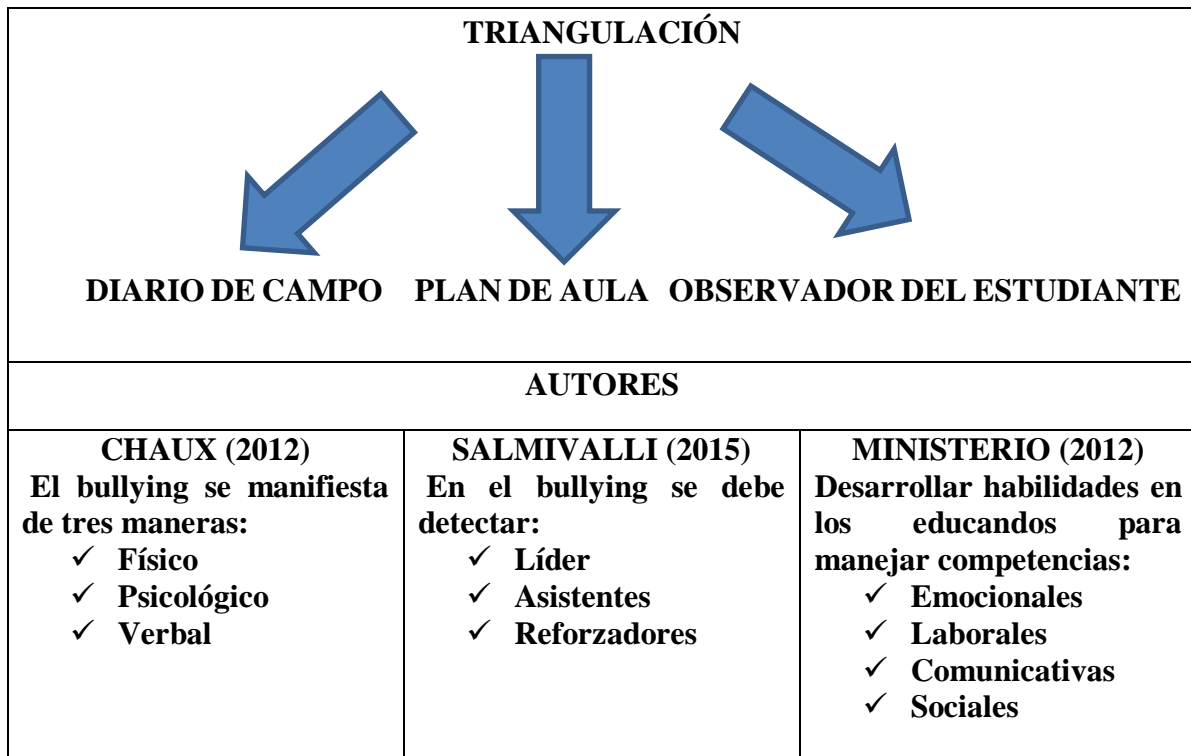 TRIANGULACIÓN
DIARIO DE CAMPO PLAN DE AULA OBSERVADOR DEL ESTUDIANTE
AUTORES
CHAUX (2012)
El bullying se manifiesta
de tres maneras:
✓ Físico
✓ Psicológico
✓ Verbal
SALMIVALLI (2015)
En el bullying se debe
detectar:
✓ Líder
✓ Asistentes
✓ Reforzadores
MINISTERIO (2012)
Desarrollar habilidades en
los educandos para
manejar competencias:
✓ Emocionales
✓ Laborales
✓ Comunicativas
✓ Sociales